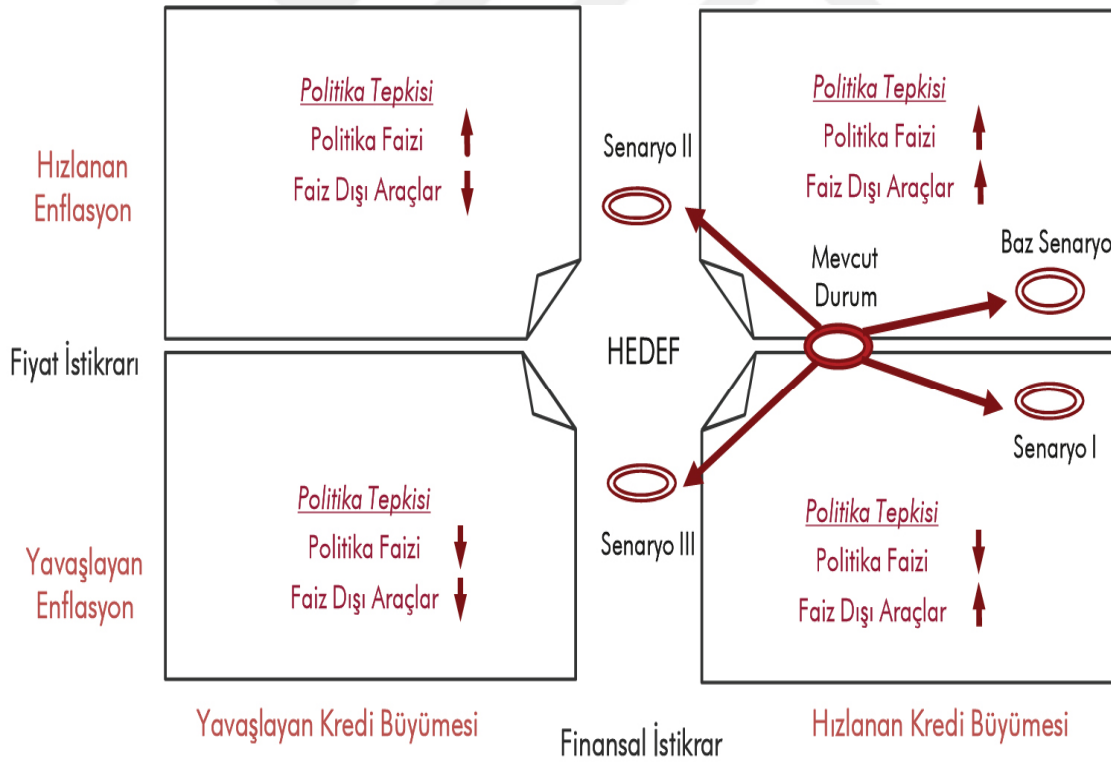 Politika Tepkisi
Politika Faizi
Faiz Dışı Araçlar
Hızlanan
Enflasyon
Senaryo II
Politika Tepkisi
Politika Faizi
Faiz Dışı Araçlar
Mevcut
Durum
Baz Senaryo
Fiyat İstikrarı
HEDEF
Senaryo I
Senaryo III
Politika Tepkisi
Politika Faizi
Faiz Dışı Araçlar
Yavaşlayan
Enflasyon
Politika Tepkisi
Politika Faizi
Faiz Dışı Araçlar
Yavaşlayan Kredi Büyümesi
Finansal İstikrar
Hızlanan Kredi Büyümesi